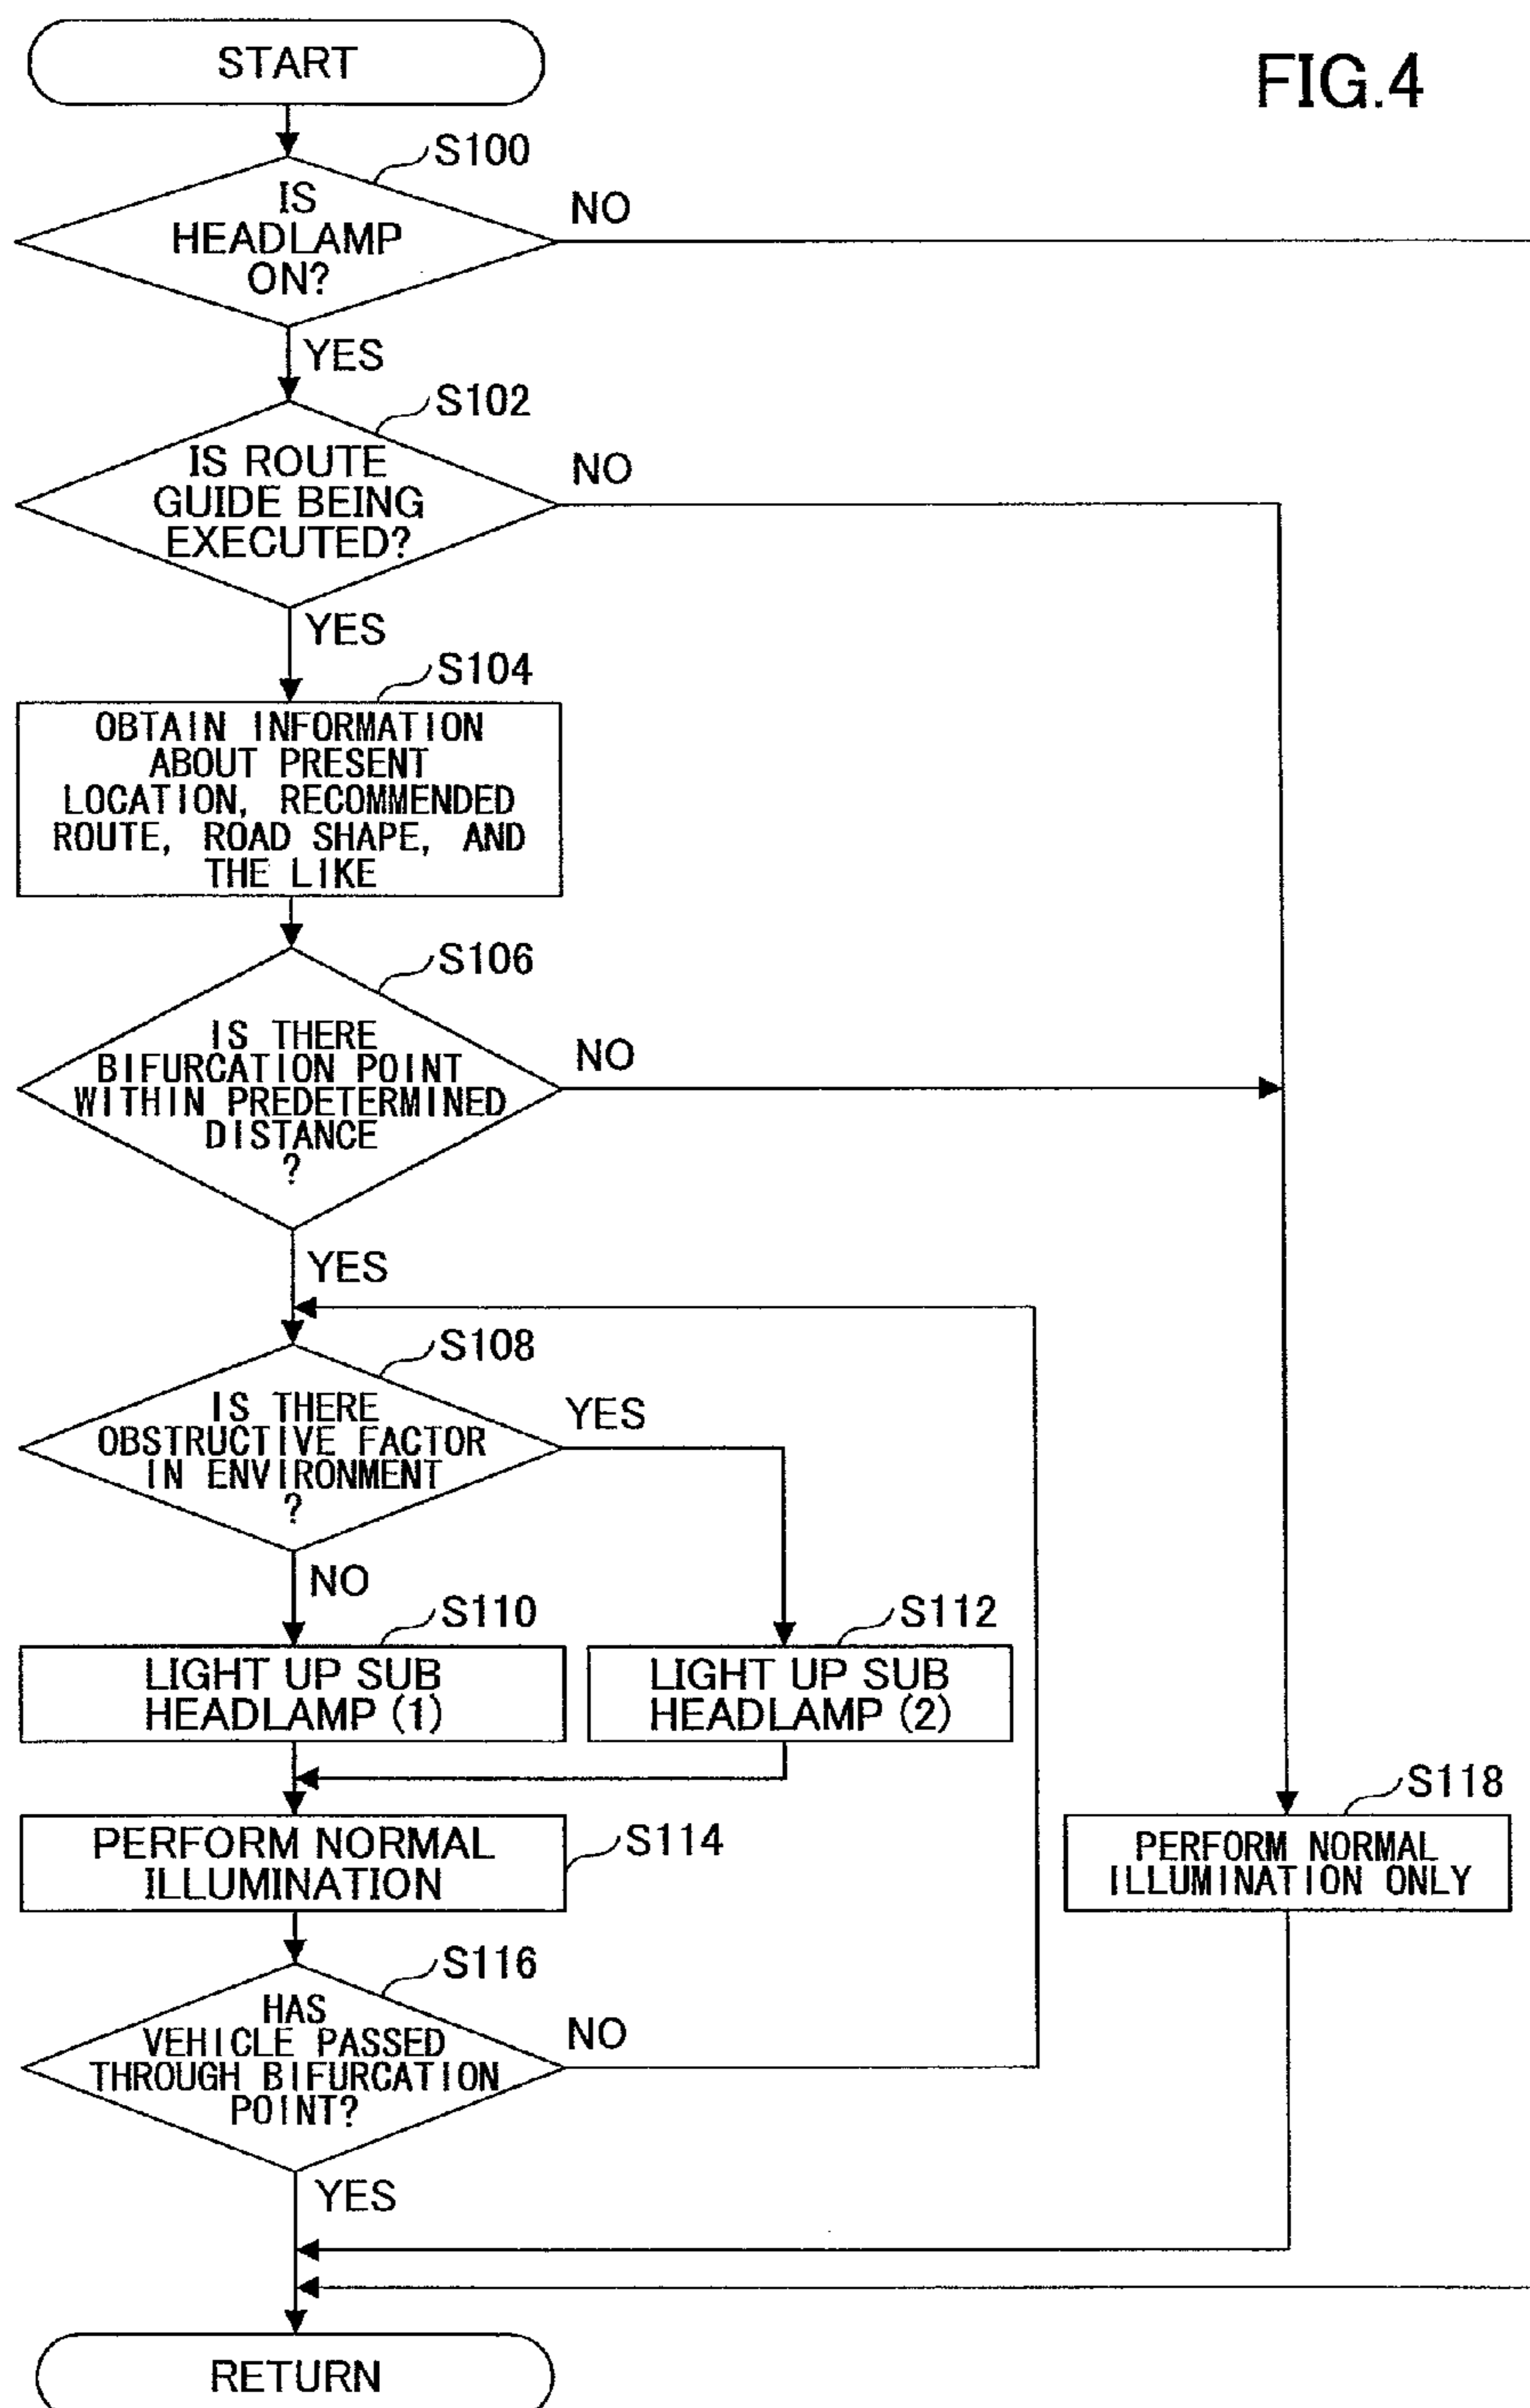 FIG.4
START
S100
IS
HEADLAMP
ON?
NO
YES
S102
IS ROUTE
GUIDE BEING
EXECUTED?
NO
YES
S104
OBTAIN INFORMATION
ABOUT PRESENT
LOCATION, RECOMMENDED
ROUTE, ROAD SHAPE, AND
THE LIKE
S106
IS THERE
BIFURCATION POINT
WITHIN PREDETERMINED
DISTANCE
?
NO
YES
S108
IS THERE
OBSTRUCTIVE FACTOR
IN ENVIRONMENT
?
YES
NO
S110
LIGHT UP SUB
HEADLAMP (1)
S112
LIGHT UP SUB
HEADLAMP (2)
S114
PERFORM NORMAL
ILLUMINATION
S118
PERFORM NORMAL
ILLUMINATION ONLY
S116
HAS
VEHICLE PASSED
THROUGH BIFURCATION
POINT?
NO
YES
RETURN